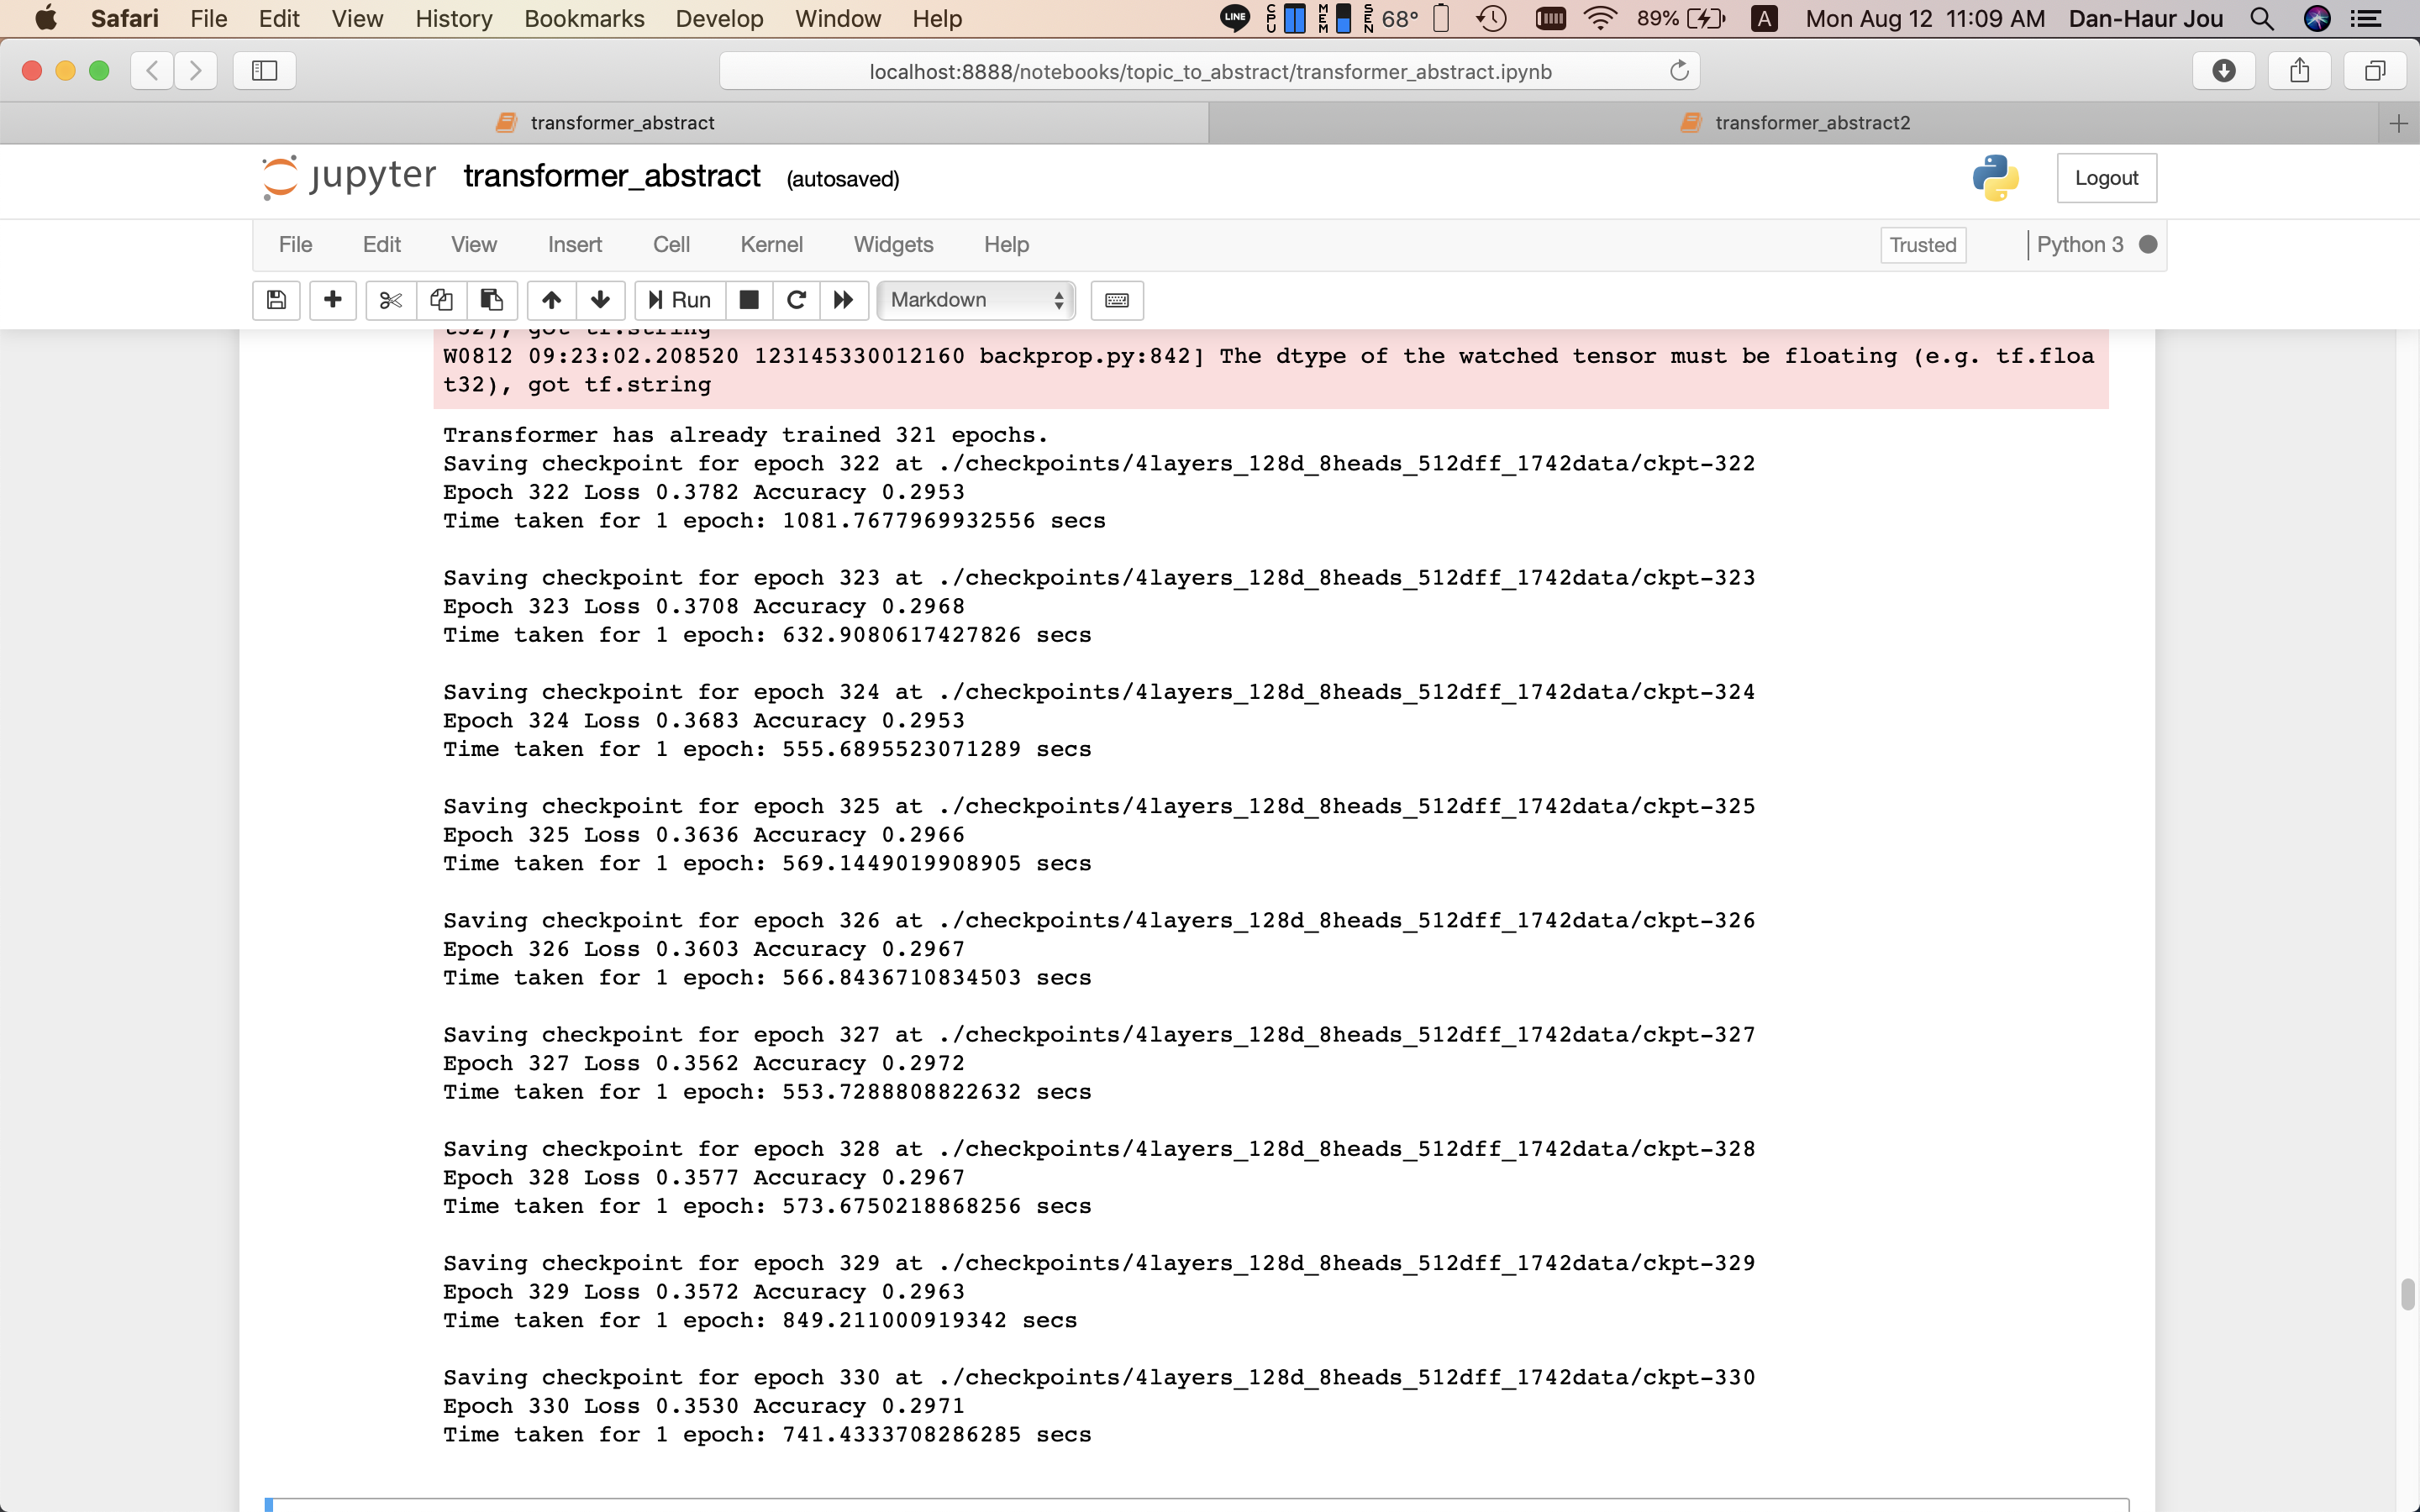 Safari File Edit View History Bookmarks Develop Window Help LINE CPU MEM SEN 68° 89% A Mon Aug 12 11:09 AM Dan-Haur Jou
localhost:8888/notebooks/topic_to_abstract/transformer_abstract.ipynb
transformer_abstract transformer_abstract2
jupyter transformer_abstract (autosaved) Logout
File Edit View Insert Cell Kernel Widgets Help Trusted Python 3
Run Markdown
t32), got tf.string
W0812 09:23:02.208520 123145330012160 backprop.py:842] The dtype of the watched tensor must be floating (e.g. tf.floa
t32), got tf.string
Transformer has already trained 321 epochs.
Saving checkpoint for epoch 322 at ./checkpoints/4layers_128d_8heads_512dff_1742data/ckpt-322
Epoch 322 Loss 0.3782 Accuracy 0.2953
Time taken for 1 epoch: 1081.7677969932556 secs
Saving checkpoint for epoch 323 at ./checkpoints/4layers_128d_8heads_512dff_1742data/ckpt-323
Epoch 323 Loss 0.3708 Accuracy 0.2968
Time taken for 1 epoch: 632.9080617427826 secs
Saving checkpoint for epoch 324 at ./checkpoints/4layers_128d_8heads_512dff_1742data/ckpt-324
Epoch 324 Loss 0.3683 Accuracy 0.2953
Time taken for 1 epoch: 555.6895523071289 secs
Saving checkpoint for epoch 325 at ./checkpoints/4layers_128d_8heads_512dff_1742data/ckpt-325
Epoch 325 Loss 0.3636 Accuracy 0.2966
Time taken for 1 epoch: 569.1449019908905 secs
Saving checkpoint for epoch 326 at ./checkpoints/4layers_128d_8heads_512dff_1742data/ckpt-326
Epoch 326 Loss 0.3603 Accuracy 0.2967
Time taken for 1 epoch: 566.8436710834503 secs
Saving checkpoint for epoch 327 at ./checkpoints/4layers_128d_8heads_512dff_1742data/ckpt-327
Epoch 327 Loss 0.3562 Accuracy 0.2972
Time taken for 1 epoch: 553.7288808822632 secs
Saving checkpoint for epoch 328 at ./checkpoints/4layers_128d_8heads_512dff_1742data/ckpt-328
Epoch 328 Loss 0.3577 Accuracy 0.2967
Time taken for 1 epoch: 573.6750218868256 secs
Saving checkpoint for epoch 329 at ./checkpoints/4layers_128d_8heads_512dff_1742data/ckpt-329
Epoch 329 Loss 0.3572 Accuracy 0.2963
Time taken for 1 epoch: 849.211000919342 secs
Saving checkpoint for epoch 330 at ./checkpoints/4layers_128d_8heads_512dff_1742data/ckpt-330
Epoch 330 Loss 0.3530 Accuracy 0.2971
Time taken for 1 epoch: 741.4333708286285 secs